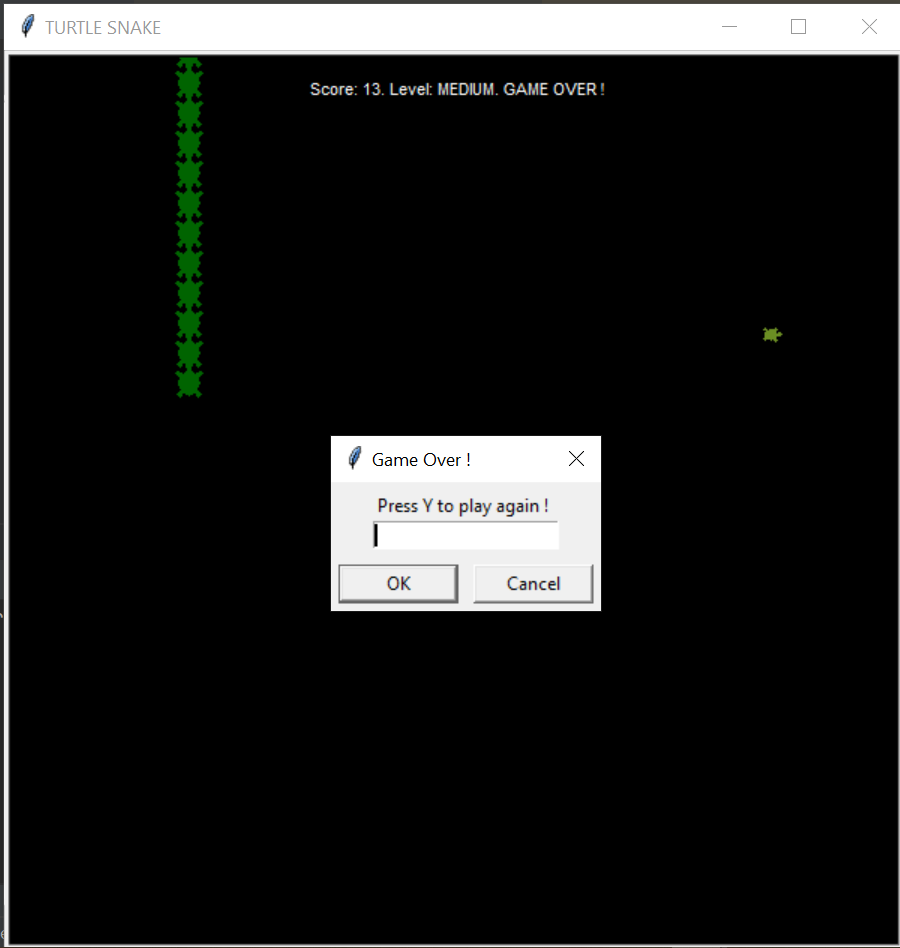 TURTLE SNAKE
Score: 13. Level: MEDIUM. GAME OVER !
Game Over !
Press Y to play again !
OK
Cancel